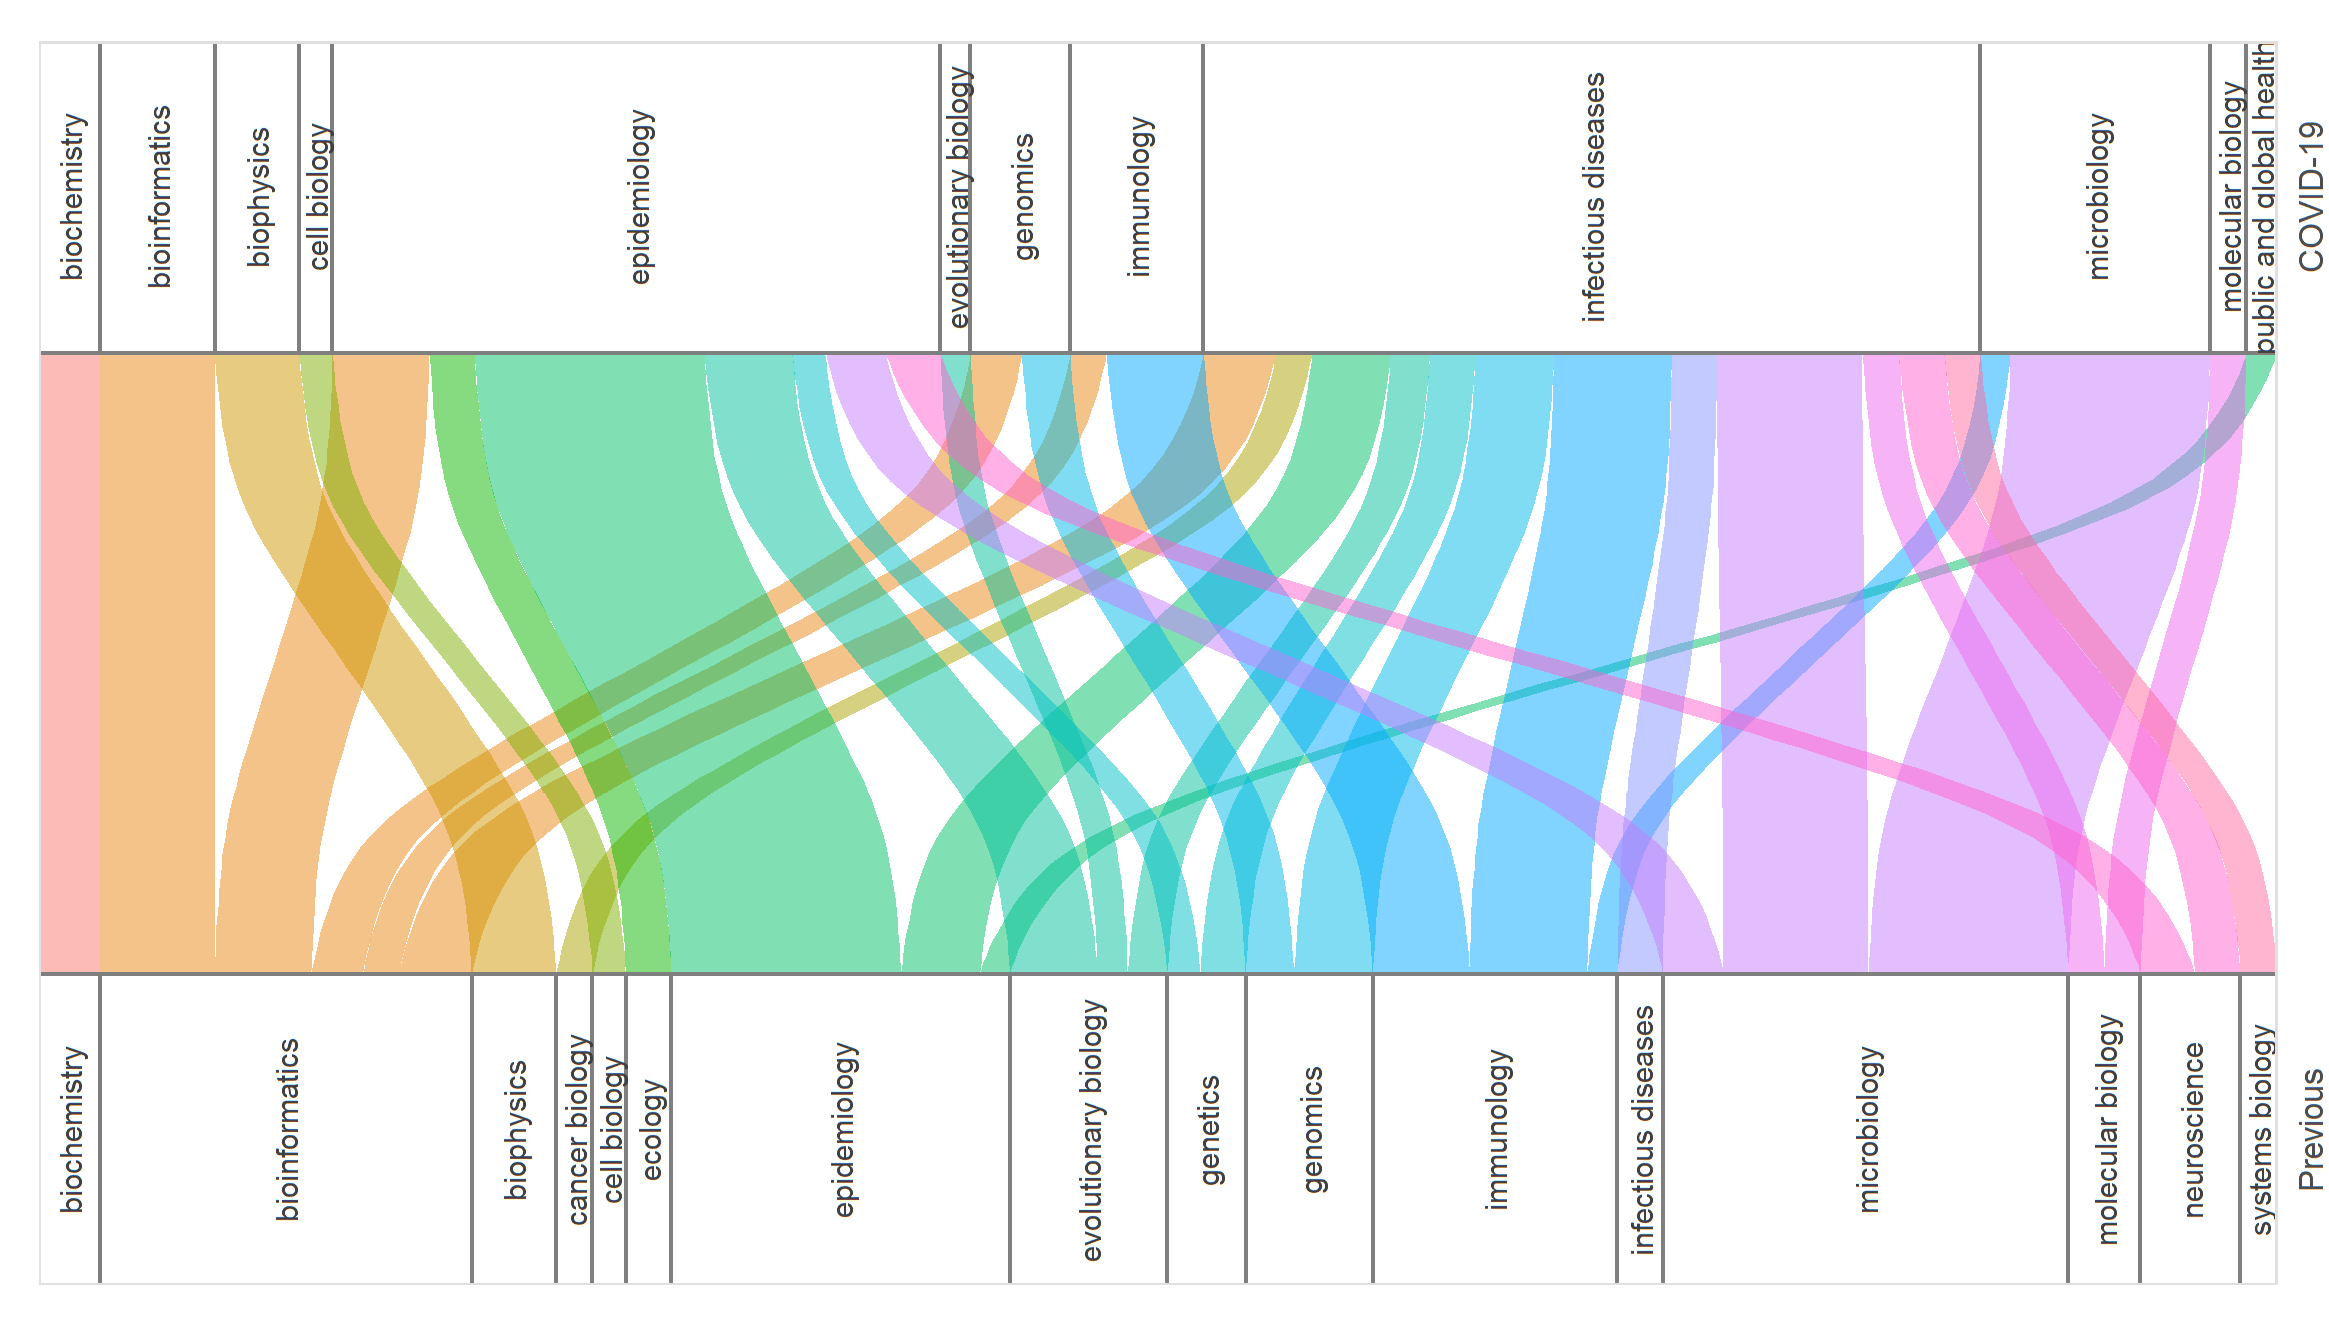 biochemistry
bioinformatics
biophysics
cell biology
epidemiology
evolutionary biology
genomics
immunology
infectious diseases
microbiology
molecular biology
public and global health
COVID-19
biochemistry
bioinformatics
biophysics
cancer biology
cell biology
ecology
epidemiology
evolutionary biology
genetics
genomics
immunology
infectious diseases
microbiology
molecular biology
neuroscience
systems biology
Previous